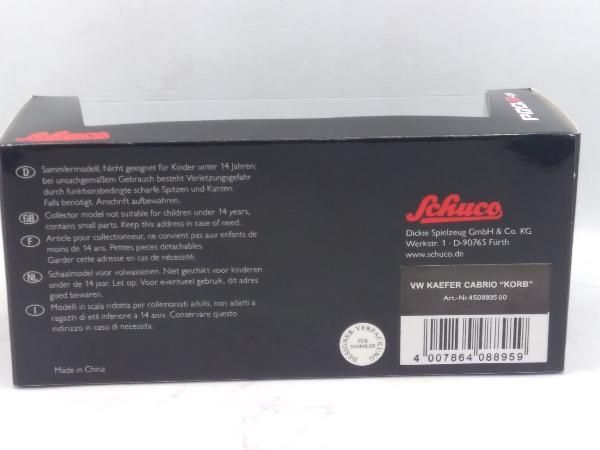 Schuco
D Sammlermodell; Nicht geeignet für Kinder unter 14 Jahren;
bei unsachgemäßem Gebrauch besteht Verletzungsgefahr
durch funktionsbedingte scharfe Spitzen und Kanten.
Falls benötigt, Anschrift aufbewahren.
GB Collector model not suitable for children under 14 years,
contains small parts. Keep this address in case of need.
F Article pour collectionneur, ne convient pas aux enfants de
moins de 14 ans. Petites pieces detachables.
Garder cette adresse en cas de nécessité.
NL Schaalmodel voor volwassenen. Niet geschikt voor kinderen
onder de 14 jaar. Let op: Voor eventueel gebruik, dit adres
goed bewaren.
I Modelli in scala ridotta per collezionisti adulti, non adatti a
ragazzi di età inferiore a 14 anni. Conservare questo
indirizzo in caso di necessita.
Made in China
Schuco
Dickie Spielzeug GmbH & Co. KG
Werkstr. 1 · D-90765 Fürth
www.schuco.de
VW KAEFER CABRIO "KORB"
Art.-Nr.450889500
4 007864 088959
DESIGNER-VERPACKUNG
FÜR
SAMMLER